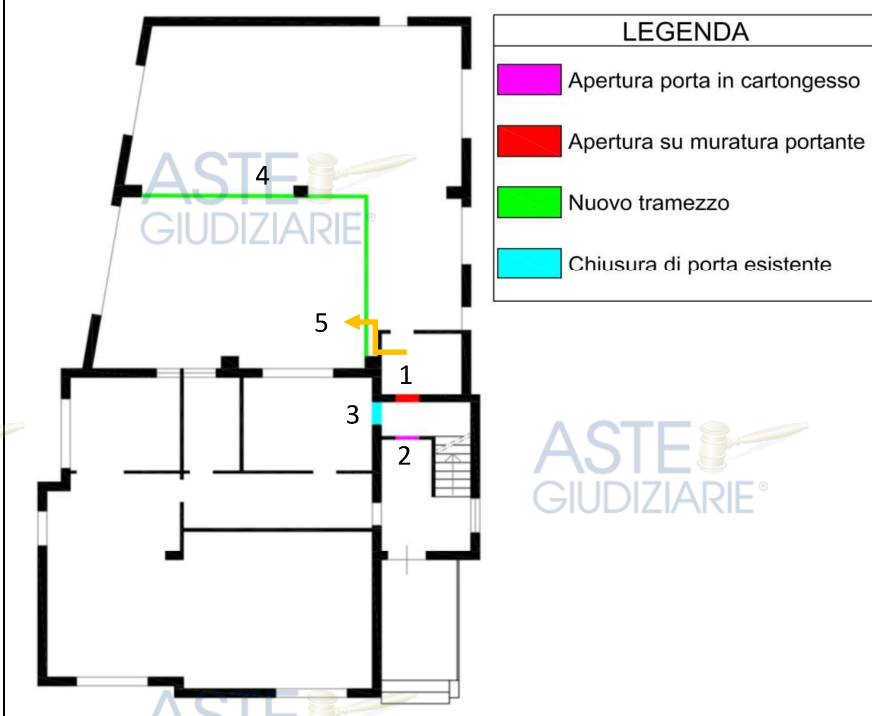 LEGENDA
Apertura porta in cartongesso
Apertura su muratura portante
Nuovo tramezzo
Chiusura di porta esistente
4
5
1
3
2
ASTE
GIUDIZIARIE®
ASTE
GIUDIZIARIE®
ASTE